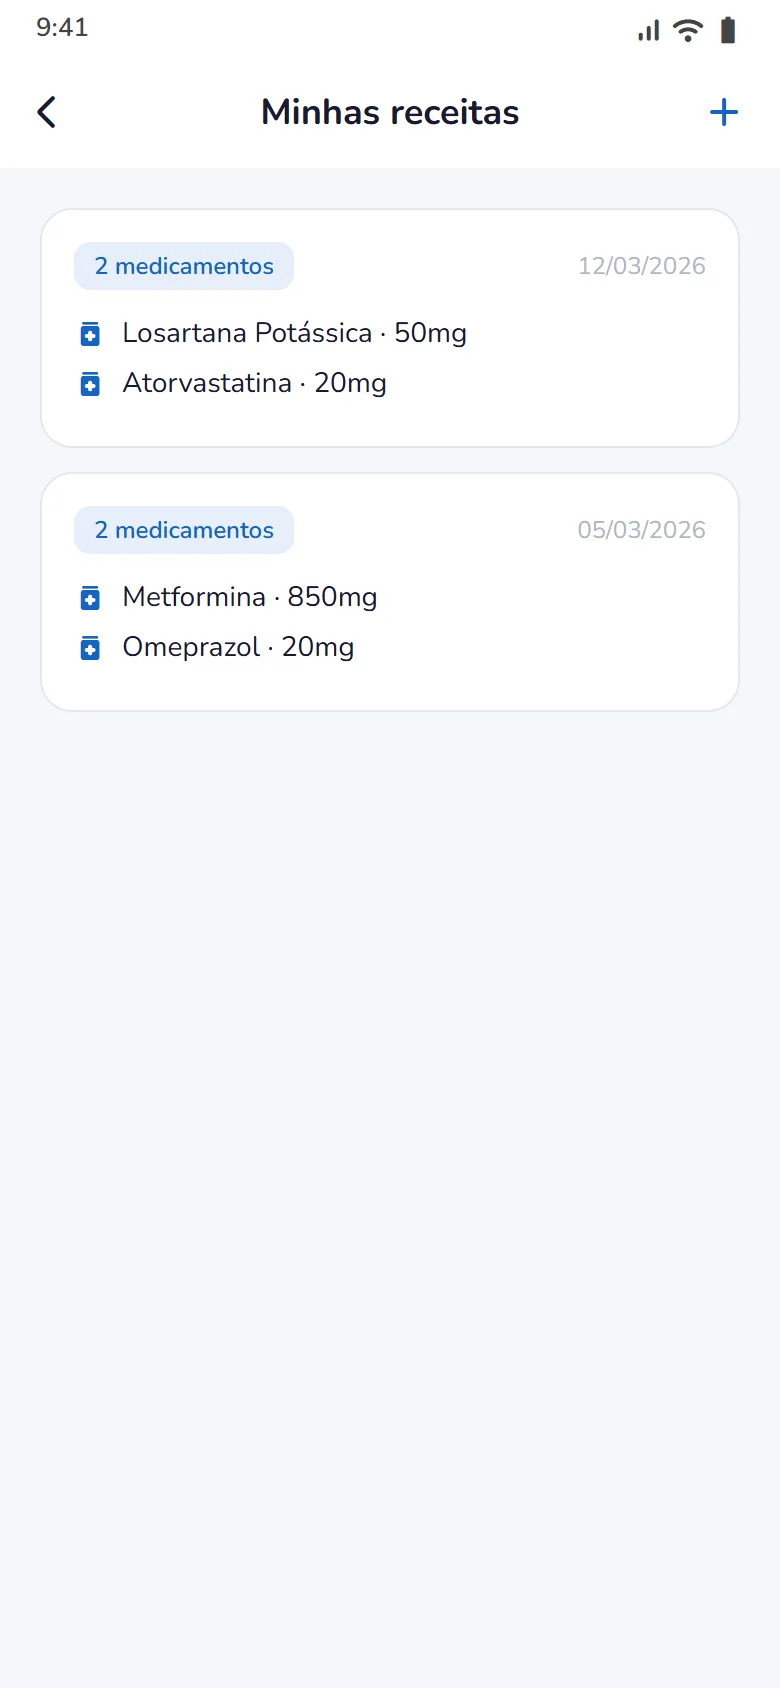 9:41
Minhas receitas
2 medicamentos 12/03/2026
Losartana Potássica · 50mg
Atorvastatina · 20mg
2 medicamentos 05/03/2026
Metformina · 850mg
Omeprazol · 20mg